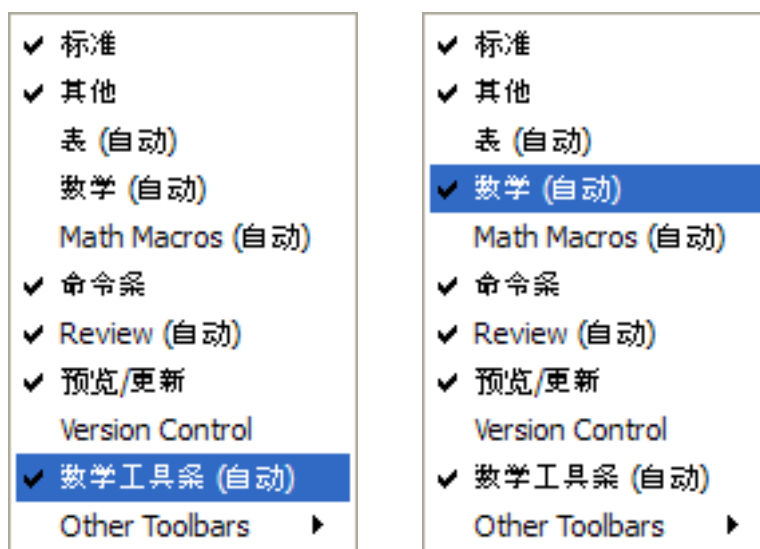 标准
其他
表 (自动)
数学 (自动)
Math Macros (自动)
命令条
Review (自动)
预览/更新
Version Control
数学工具条 (自动)
Other Toolbars
标准
其他
表 (自动)
数学 (自动)
Math Macros (自动)
命令条
Review (自动)
预览/更新
Version Control
数学工具条 (自动)
Other Toolbars